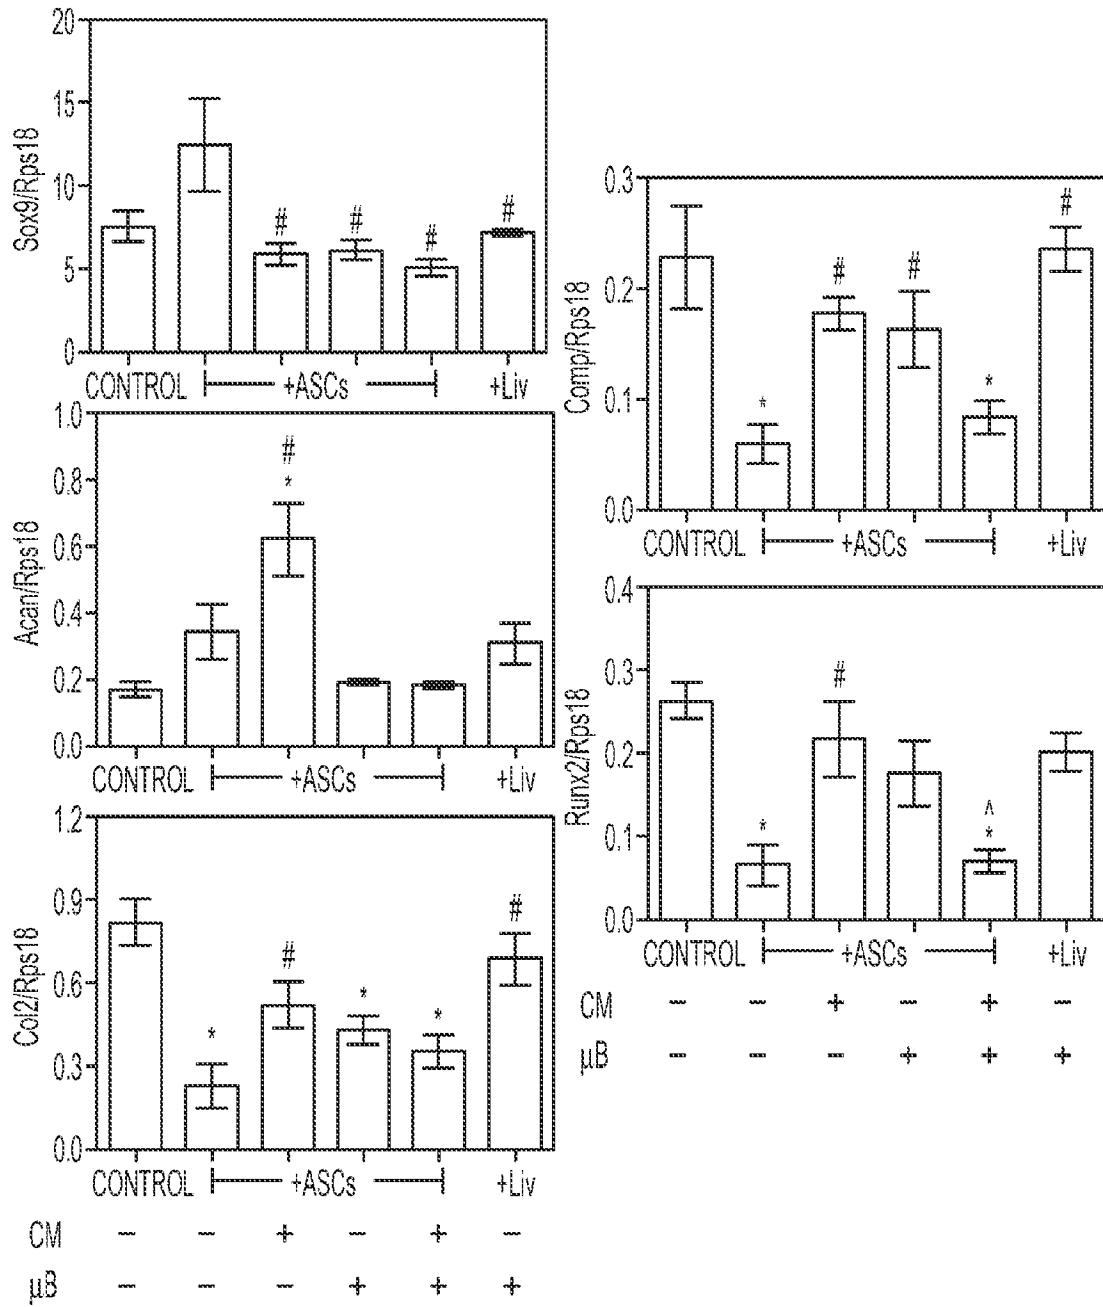 Sox9/Rps18
20
15
10
5
0
# # # #
CONTROL +ASCs +Liv
Acan/Rps18
1.0
0.8
0.6
0.4
0.2
0.0
#
*
CONTROL +ASCs +Liv
Col2/Rps18
1.2
0.9
0.6
0.3
0.0
* # * * #
CONTROL +ASCs +Liv
CM − − + − + −
µB − − − + + +
Comp/Rps18
0.3
0.2
0.1
0.0
* # # * #
CONTROL +ASCs +Liv
Runx2/Rps18
0.4
0.3
0.2
0.1
0.0
* # ^
*
CONTROL +ASCs +Liv
CM − − + − + −
µB − − − + + +